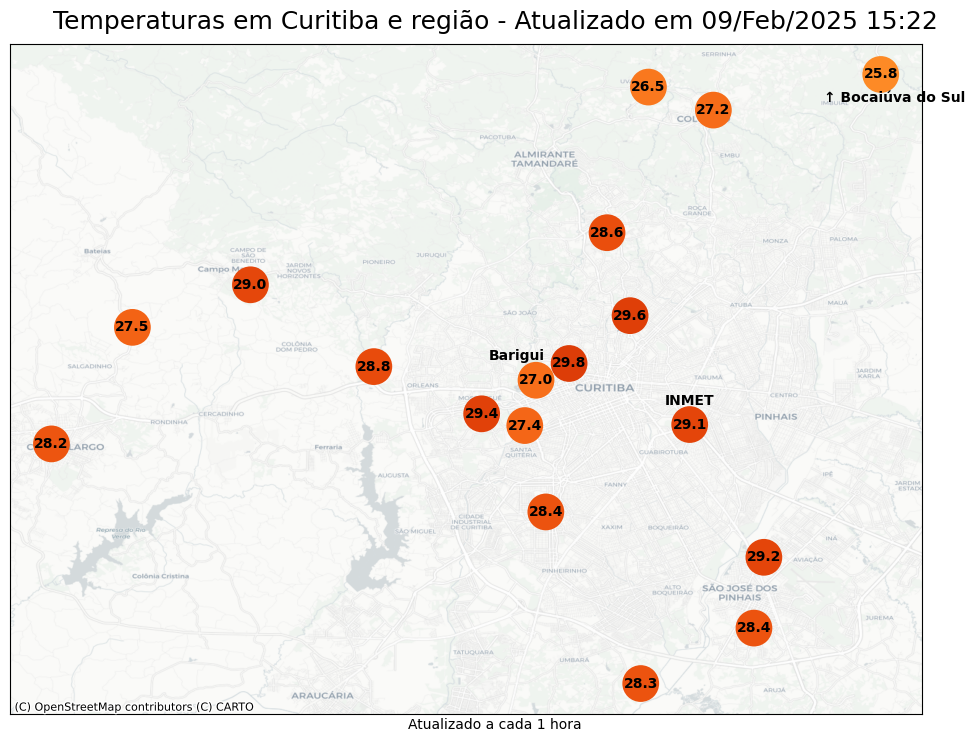 Temperaturas em Curitiba e região - Atualizado em 09/Feb/2025 15:22
SERRINHA
25.8
26.5
↑ Bocaiúva do Sul
27.2
PACOTUBA
ALMIRANTE
TAMANDARÉ
EMBU
ROÇA
GRANDE
28.6
MONZA
PALOMA
Bateias
CAMPO DE
SÃO
BENEDITO
JURUQUI
PIONEIRO
JARDIM
NOVOS
HORIZONTES
29.0
ATUBA
MAUÁ
SÃO JOÃO
29.6
27.5
COLÔNIA
DOM PEDRO
Barigui
29.8
SALGADINHO
28.8
JARDIM
KARLA
27.0
TARUMÃ
ORLEANS
CURITIBA
CENTRO
INMET
29.4
CERCADINHO
RONDINHA
PINHAIS
29.1
27.4
28.2
Ferraria
SANTA
QUITÉRIA
GUABIROTUBA
AUGUSTA
IPÊ
FANNY
JARDIM
28.4
CIDADE
INDUSTRIAL
DE CURITIBA
XAXIM
BOQUEIRÃO
SÃO MIGUEL
Represa do Rio
Verde
INÁ
29.2
AVIAÇÃO
PINHEIRINHO
Colônia Cristina
ALTO
BOQUEIRÃO
SÃO JOSÉ DOS
PINHAIS
JUREMA
28.4
TATUQUARA
UMBARÁ
28.3
ARUJÁ
ARAUCÁRIA
(C) OpenStreetMap contributors (C) CARTO
Atualizado a cada 1 hora